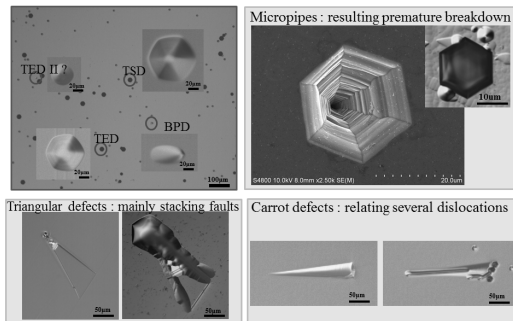 TED II ?
20μm
TSD
20μm
TED
20μm
BPD
20μm
100μm
Micropipes : resulting premature breakdown
10um
S4800 10.0kV 8.0mm x2.50k SE(M)
20.0um
Triangular defects : mainly stacking faults
50μm
50μm
Carrot defects : relating several dislocations
50μm
50μm